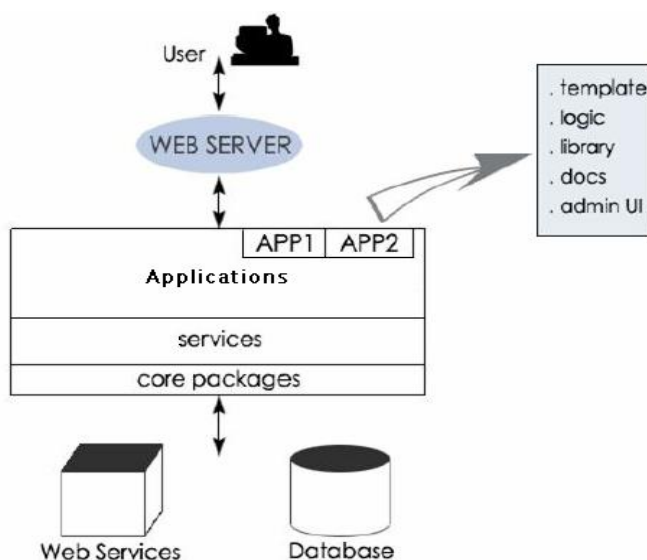 User
WEB SERVER
. template
. logic
. library
. docs
. admin UI
APP1 APP2
Applications
services
core packages
Web Services
Database